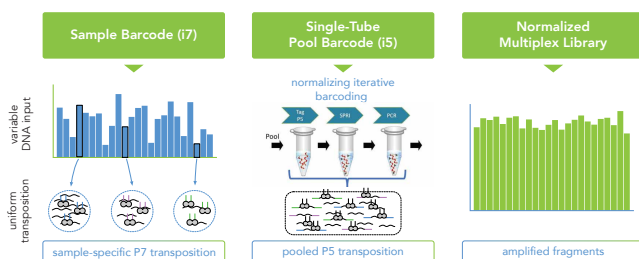 Sample Barcode (i7)
Single-Tube
Pool Barcode (i5)
Normalized
Multiplex Library
variable
DNA input
uniform
transposition
sample-specific P7 transposition
normalizing iterative
barcoding
Tag
P5
SPRI
PCR
Pool
pooled P5 transposition
amplified fragments